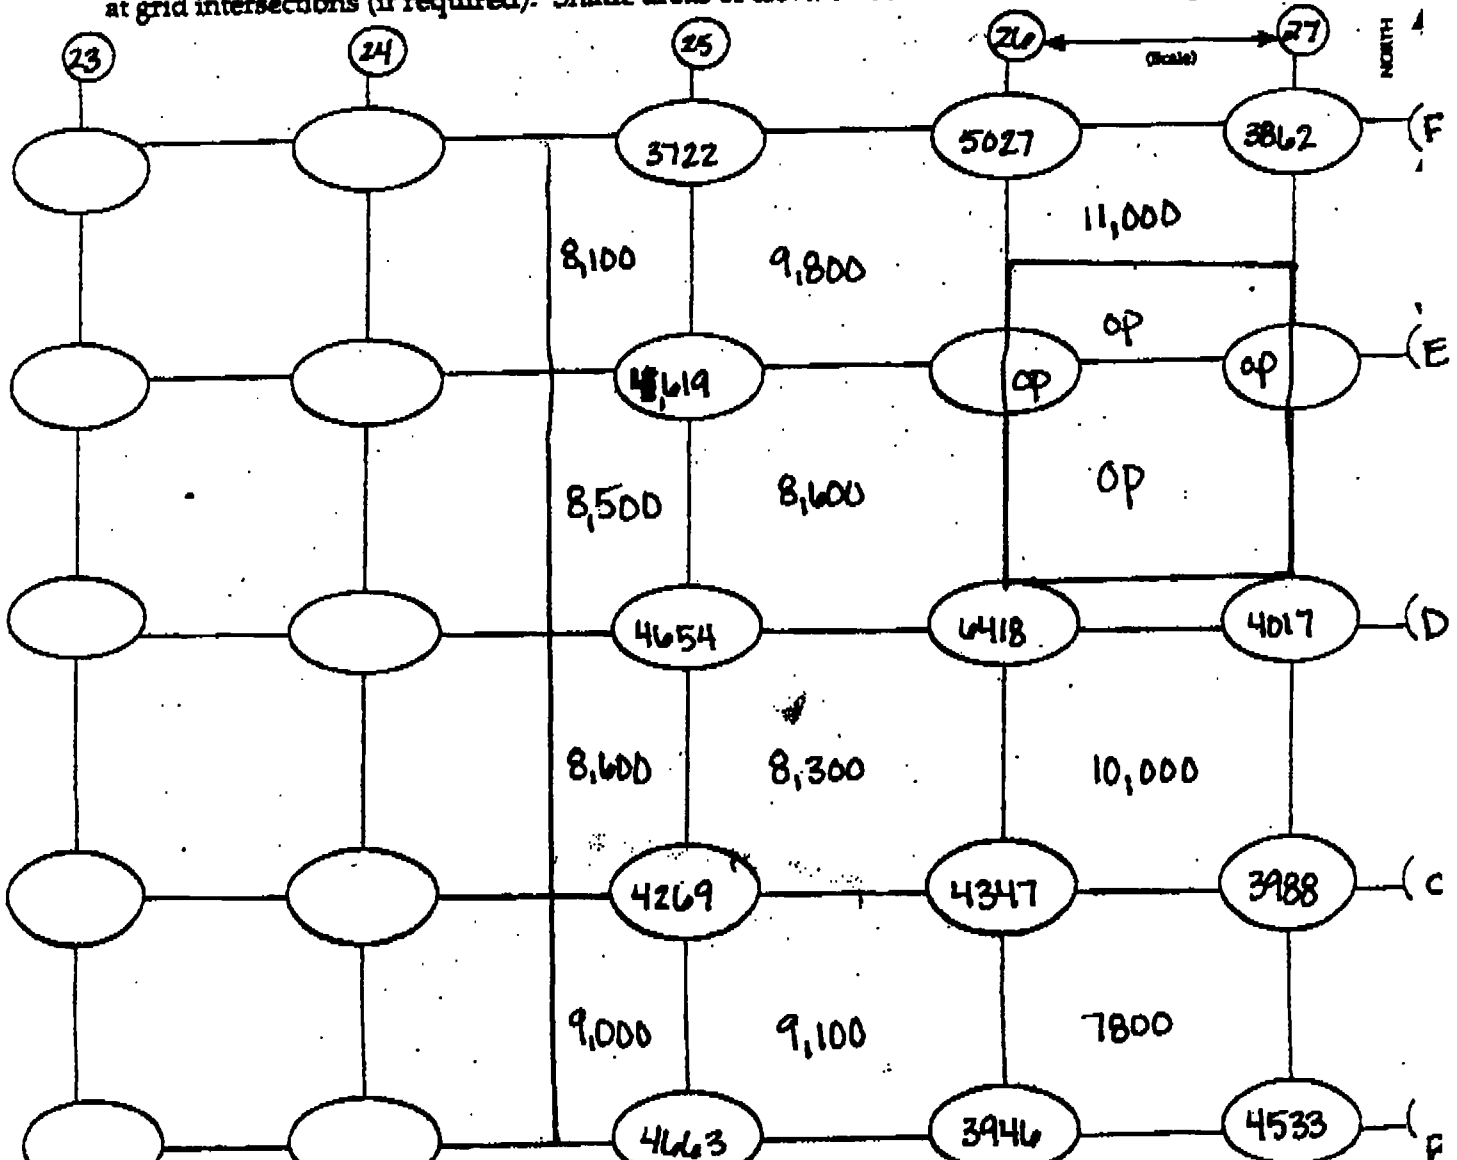 at grid intersections (if required).
23 24 25 26 27
(Scale)
NORTH
3722 5027 3862 F
11,000
8,100 9,800
op
,619 op op E
8,500 8,600 op
4654 6418 4017 D
8,600 8,300 10,000
4269 4347 3988 C
9,000 9,100 7800
4663 3946 4533